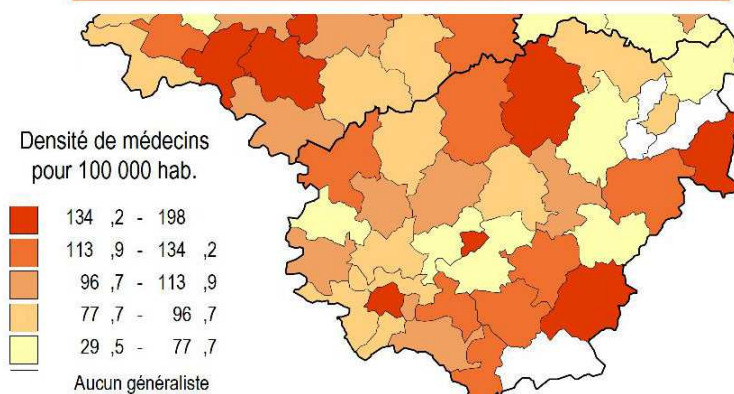 Densité de médecins
pour 100 000 hab.
134 ,2 - 198
113 ,9 - 134 ,2
96 ,7 - 113 ,9
77 ,7 - 96 ,7
29 ,5 - 77 ,7
Aucun généraliste